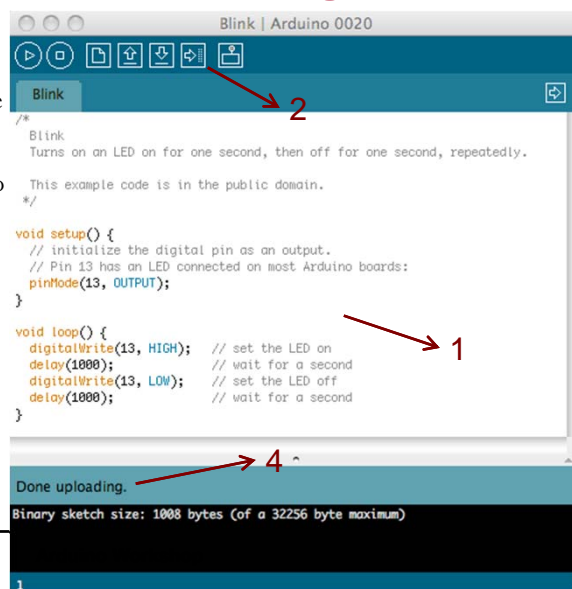 Blink | Arduino 0020
2
Blink
/*
Blink
Turns on an LED on for one second, then off for one second, repeatedly.
This example code is in the public domain.
*/
void setup() {
// initialize the digital pin as an output.
// Pin 13 has an LED connected on most Arduino boards:
pinMode(13, OUTPUT);
}
void loop() {
digitalWrite(13, HIGH);   // set the LED on
delay(1000);              // wait for a second
digitalWrite(13, LOW);    // set the LED off
delay(1000);              // wait for a second
}
1
4
Done uploading.
Binary sketch size: 1008 bytes (of a 32256 byte maximum)
1